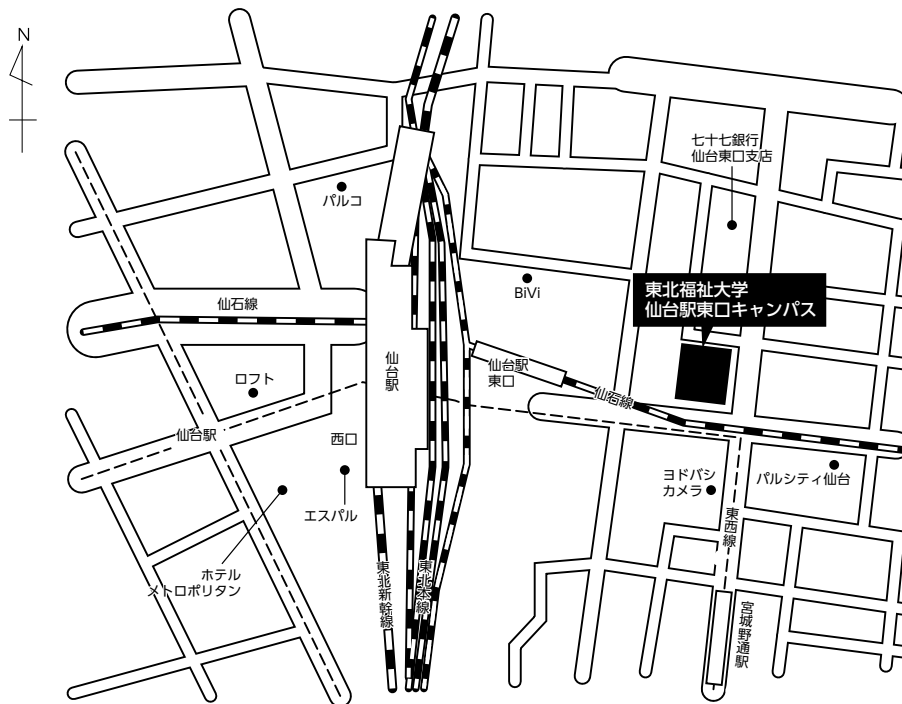 N
七十七銀行
仙台東口支店
パルコ
東北福祉大学
仙台駅東口キャンパス
BiVi
仙石線
仙台駅
仙台駅
東口
ロフト
仙石線
仙台駅
西口
エスパル
ヨドバシ
カメラ
パルシティ仙台
東西線
ホテル
メトロポリタン
東北新幹線
東北本線
宮城野通駅